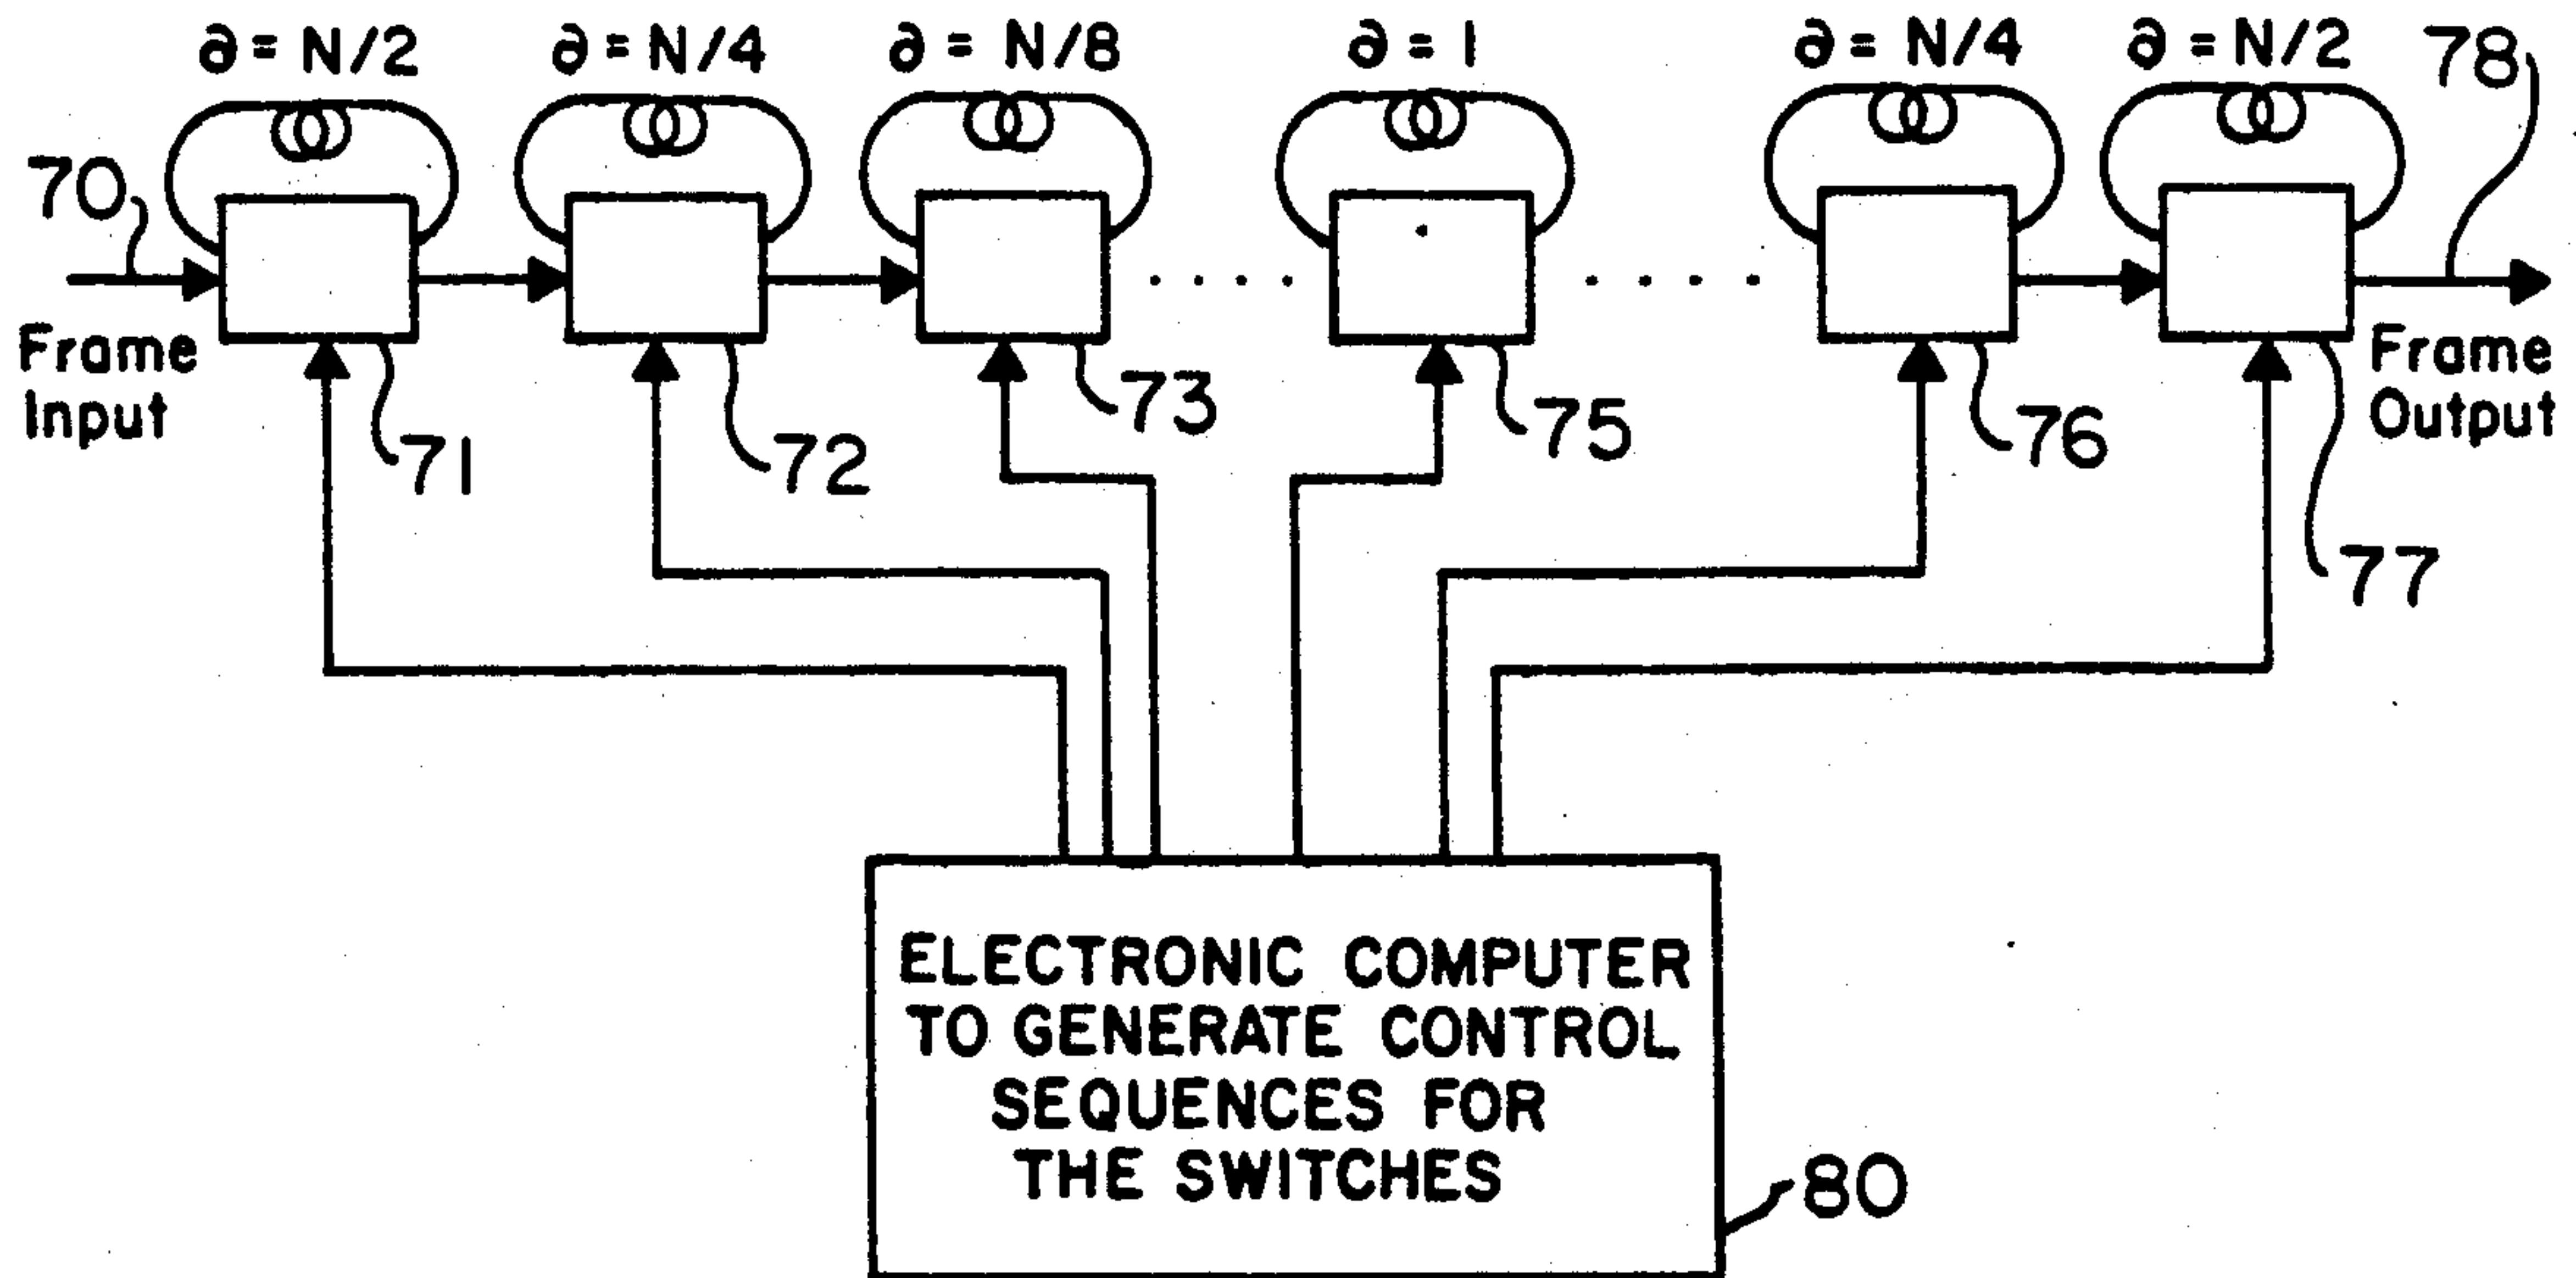 ∂ = N/2
∂ = N/4
∂ = N/8
∂ = 1
∂ = N/4
∂ = N/2
78
70
Frame
Input
Frame
Output
71
72
73
75
76
77
ELECTRONIC COMPUTER
TO GENERATE CONTROL
SEQUENCES FOR
THE SWITCHES
80